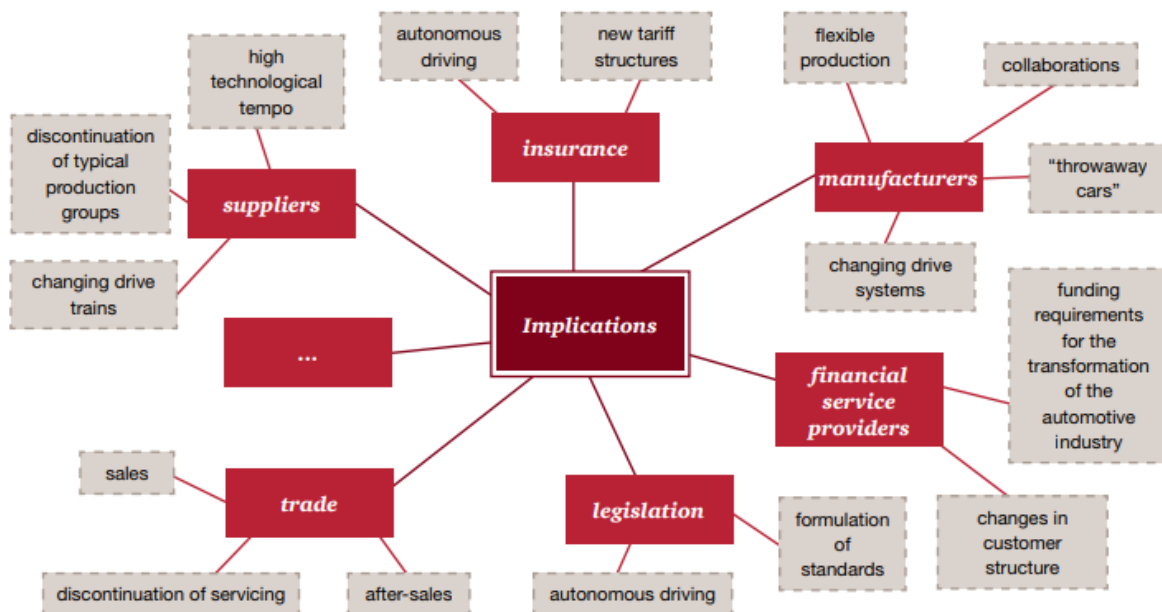 autonomous
driving
new tariff
structures
flexible
production
collaborations
high
technological
tempo
insurance
manufacturers
“throwaway
cars”
discontinuation
of typical
production
groups
suppliers
changing drive
trains
changing drive
systems
Implications
...
financial
service
providers
funding
requirements
for the
transformation
of the
automotive
industry
sales
trade
legislation
formulation
of
standards
changes in
customer
structure
discontinuation of servicing
after-sales
autonomous driving